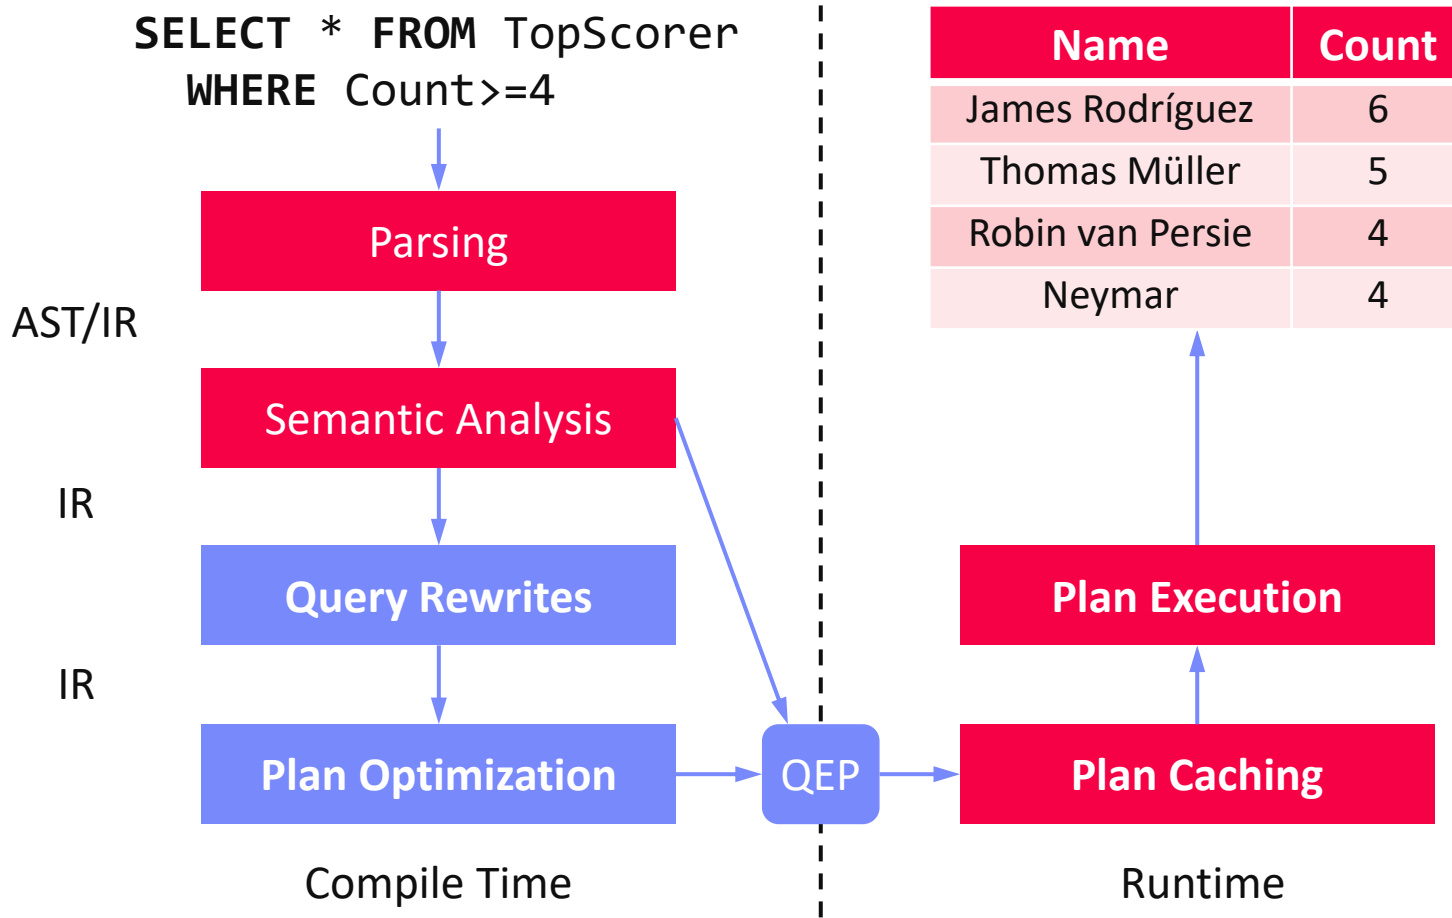 SELECT * FROM TopScorer
WHERE Count>=4
Parsing
AST/IR
Semantic Analysis
IR
Query Rewrites
IR
Plan Optimization
Compile Time
QEP
Name Count
James Rodríguez 6
Thomas Müller 5
Robin van Persie 4
Neymar 4
Plan Execution
Plan Caching
Runtime